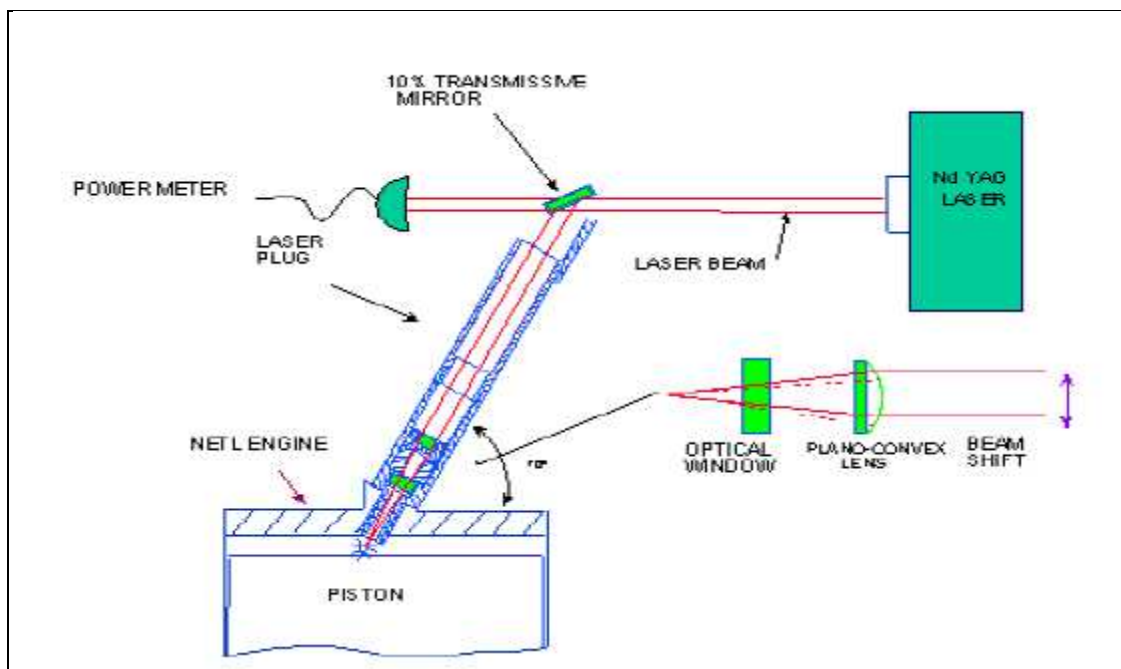 10% TRANSMISSIVE
MIRROR
Nd YAG
LASER
POWER METER
LASER
PLUG
LASER BEAM
NETL ENGINE
OPTICAL
WINDOW
PLANO-CONVEX
LENS
BEAM
SHIFT
PISTON